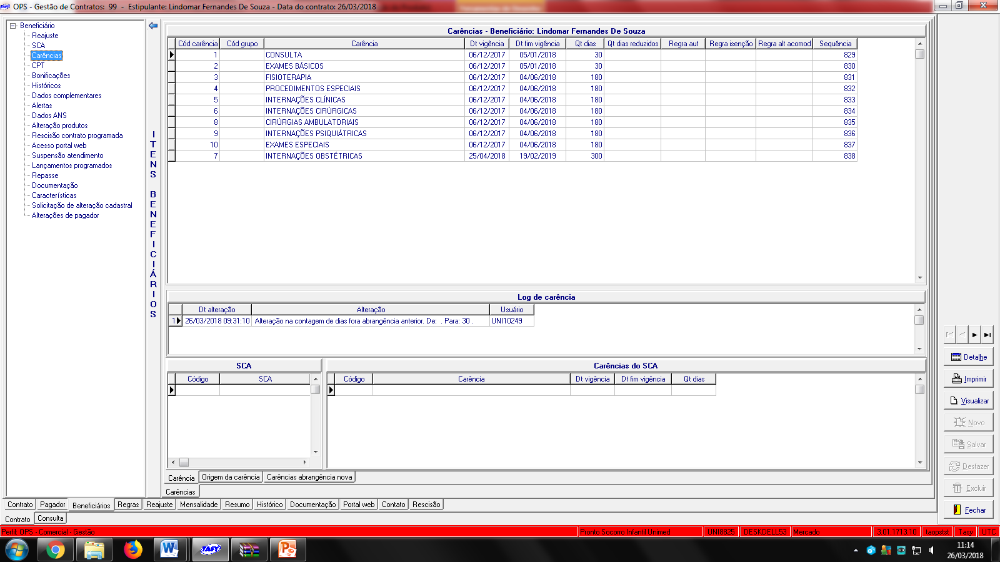 OPS - Gestão de Contratos: 99 - Estipulante: Lindomar Fernandes De Souza - Data do contrato: 26/03/2018
Beneficiário
Reajuste
SCA
Carências
CPT
Bonificações
Históricos
Dados complementares
Alertas
Dados ANS
Alteração produtos
Rescisão contrato programada
Acesso portal web
Suspensão atendimento
Lançamentos programados
Repasse
Documentação
Características
Solicitação de alteração cadastral
Alterações de pagador
ITENS BENEFICIÁRIOS
Carências - Beneficiário: Lindomar Fernandes De Souza
Cód carência Cód grupo Carência Dt vigência Dt fim vigência Qt dias Qt dias reduzidos Regra aut Regra isenção Regra alt acomod Sequência
1 CONSULTA 06/12/2017 05/01/2018 30 829
2 EXAMES BÁSICOS 06/12/2017 05/01/2018 30 830
3 FISIOTERAPIA 06/12/2017 04/06/2018 180 831
4 PROCEDIMENTOS ESPECIAIS 06/12/2017 04/06/2018 180 832
5 INTERNAÇÕES CLÍNICAS 06/12/2017 04/06/2018 180 833
6 INTERNAÇÕES CIRÚRGICAS 06/12/2017 04/06/2018 180 834
8 CIRÚRGIAS AMBULATORIAIS 06/12/2017 04/06/2018 180 835
9 INTERNAÇÕES PSIQUIÁTRICAS 06/12/2017 04/06/2018 180 836
10 EXAMES ESPECIAIS 06/12/2017 04/06/2018 180 837
7 INTERNAÇÕES OBSTÉTRICAS 25/04/2018 19/02/2019 300 838
Log de carência
Dt alteração Alteração Usuário
1 26/03/2018 09:31:10 Alteração na contagem de dias fora abrangência anterior. De: . Para: 30 . UNI10249
SCA
Código SCA
Carências do SCA
Código Carência Dt vigência Dt fim vigência Qt dias
Carência Origem da carência Carências abrangência nova
Carências
Contrato Pagador Beneficiários Regras Reajuste Mensalidade Resumo Histórico Documentação Portal web Contato Rescisão
Contrato Consulta
Detalhe
Imprimir
Visualizar
Novo
Salvar
Desfazer
Excluir
Fechar
Perfil: OPS - Comercial - Gestão Pronto Socorro Infantil Unimed UNI8825 DESKDELL53 Mercado 3.01.1713.10 taopstst Tasy UTC
TASY
11:14
26/03/2018